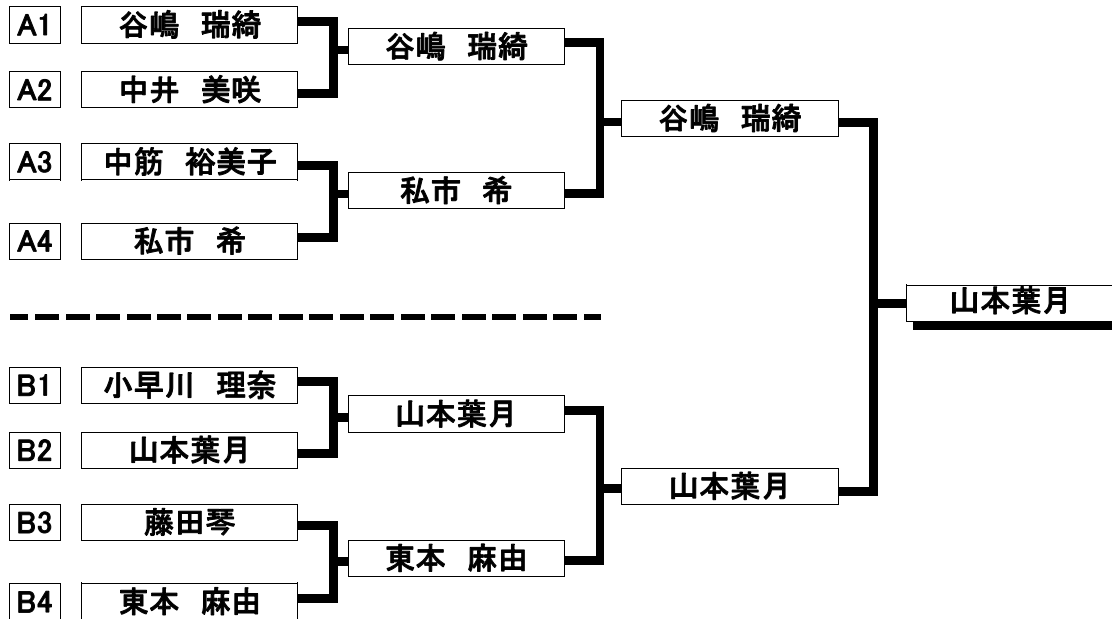 A1 谷嶋　瑞綺
谷嶋　瑞綺
A2 中井　美咲
谷嶋　瑞綺
A3 中筋　裕美子
私市　希
A4 私市　希
山本葉月
B1 小早川　理奈
山本葉月
B2 山本葉月
山本葉月
B3 藤田琴
東本　麻由
B4 東本　麻由